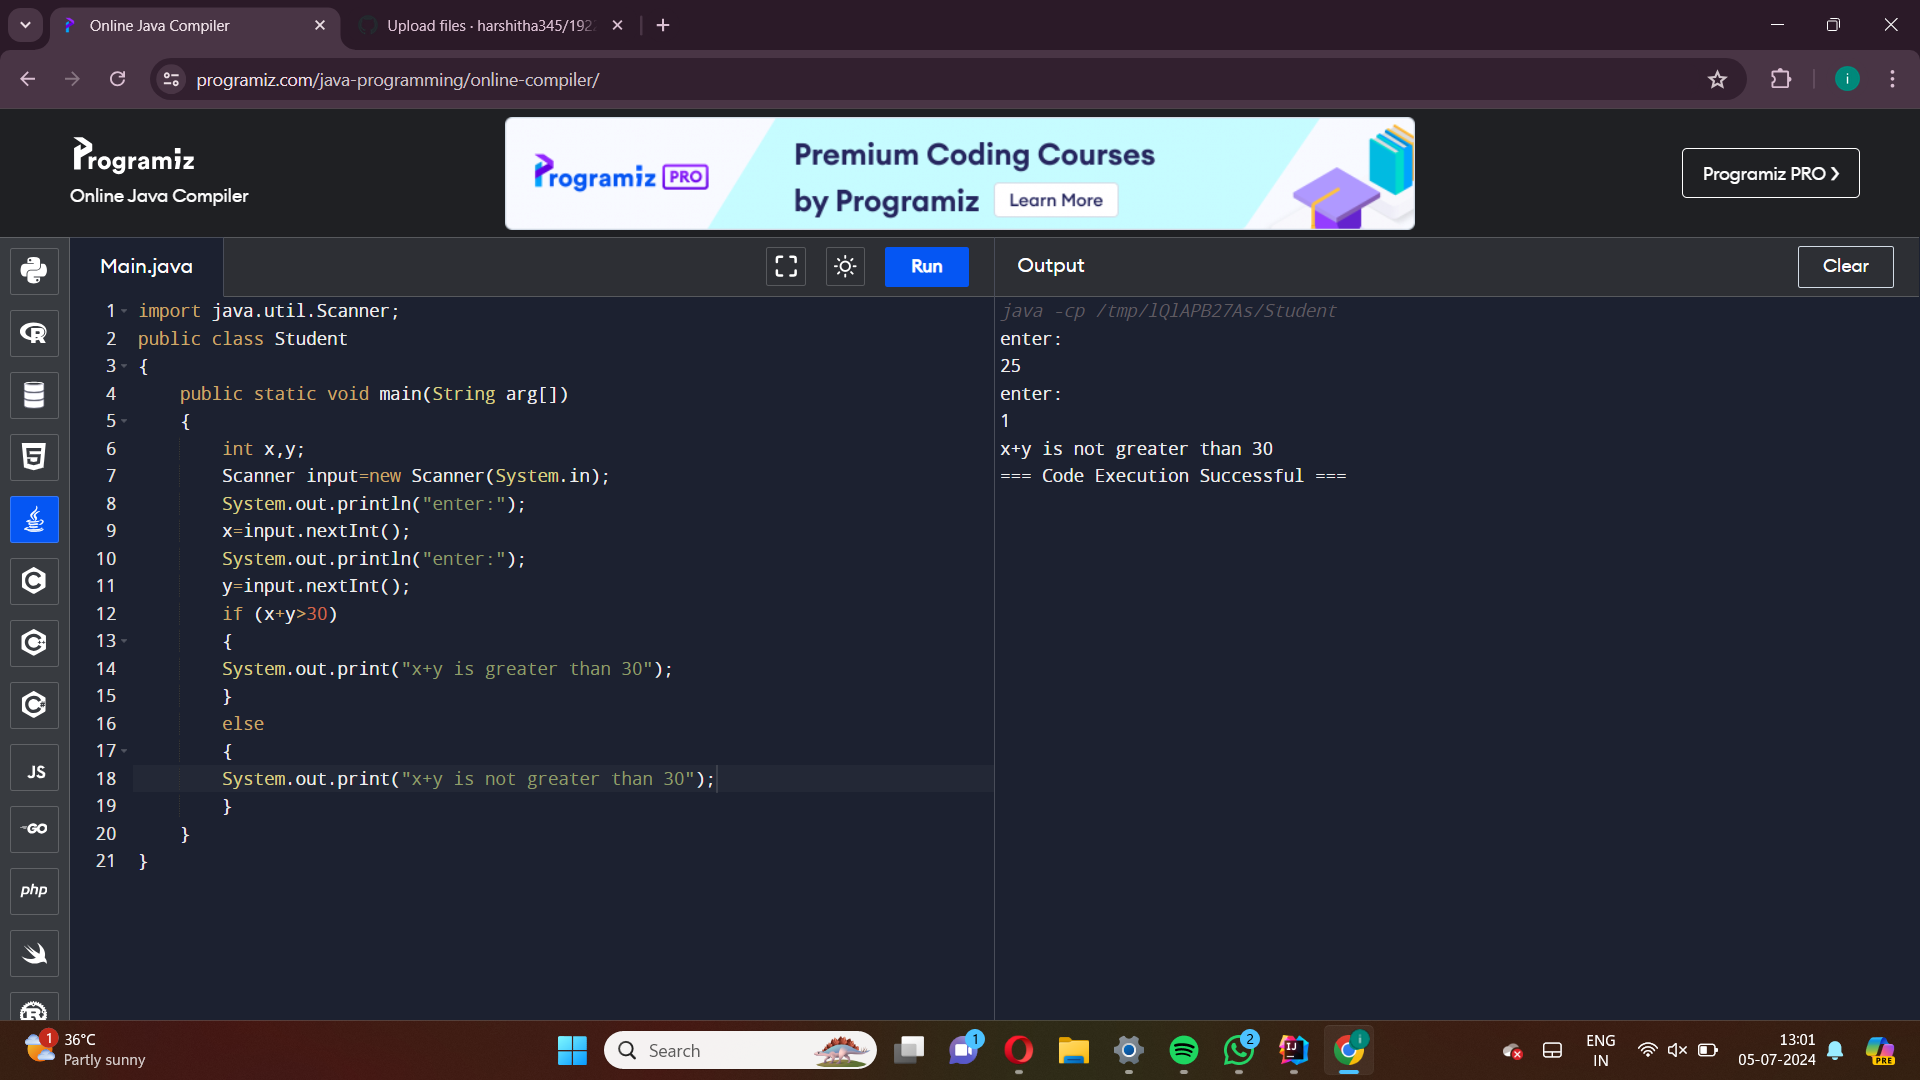 Online Java Compiler
Upload files · harshitha345/192
programiz.com/java-programming/online-compiler/
i
Programiz
Online Java Compiler
Programiz PRO
Premium Coding Courses
by Programiz
Learn More
Programiz PRO ❯
Main.java
Run
Output
Clear
1 import java.util.Scanner;
2 public class Student
3 {
4 public static void main(String arg[])
5 {
6 int x,y;
7 Scanner input=new Scanner(System.in);
8 System.out.println("enter:");
9 x=input.nextInt();
10 System.out.println("enter:");
11 y=input.nextInt();
12 if (x+y>30)
13 {
14 System.out.print("x+y is greater than 30");
15 }
16 else
17 {
18 System.out.print("x+y is not greater than 30");
19 }
20 }
21 }
java -cp /tmp/lQlAPB27As/Student
enter:
25
enter:
1
x+y is not greater than 30
=== Code Execution Successful ===
R
5
C
C
C
JS
GO
php
R
1
36°C
Partly sunny
Search
1
2
IJ
i
ENG
IN
13:01
05-07-2024
PRE